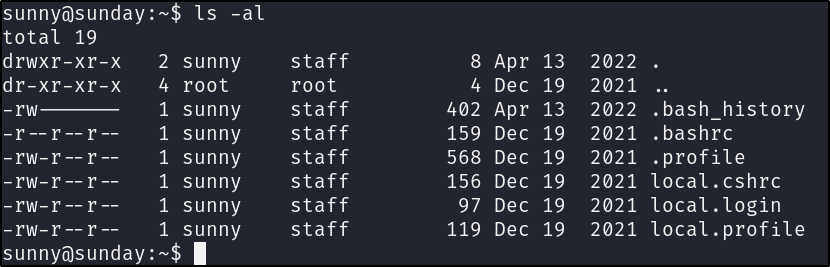 sunny@sunday:~$ ls -al
total 19
drwxr-xr-x   2 sunny    staff          8 Apr 13  2022 .
dr-xr-xr-x   4 root     root           4 Dec 19  2021 ..
-rw-------   1 sunny    staff        402 Apr 13  2022 .bash_history
-r--r--r--   1 sunny    staff        159 Dec 19  2021 .bashrc
-rw-r--r--   1 sunny    staff        568 Dec 19  2021 .profile
-rw-r--r--   1 sunny    staff        156 Dec 19  2021 local.cshrc
-rw-r--r--   1 sunny    staff         97 Dec 19  2021 local.login
-rw-r--r--   1 sunny    staff        119 Dec 19  2021 local.profile
sunny@sunday:~$